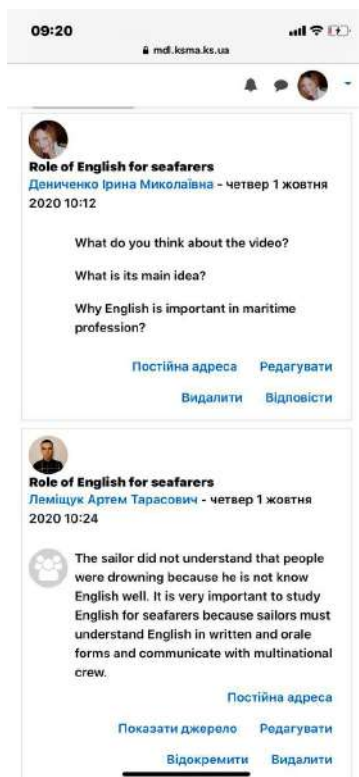 09:20
mdl.ksma.ks.ua
Role of English for seafarers
Дениченко Ірина Миколаївна - четвер 1 жовтня
2020 10:12
What do you think about the video?
What is its main idea?
Why English is important in maritime
profession?
Постійна адреса Редагувати
Видалити Відповісти
Role of English for seafarers
Леміщук Артем Тарасович - четвер 1 жовтня
2020 10:24
The sailor did not understand that people
were drowning because he is not know
English well. It is very important to study
English for seafarers because sailors must
understand English in written and orale
forms and communicate with multinational
crew.
Постійна адреса
Показати джерело Редагувати
Відокремити Видалити